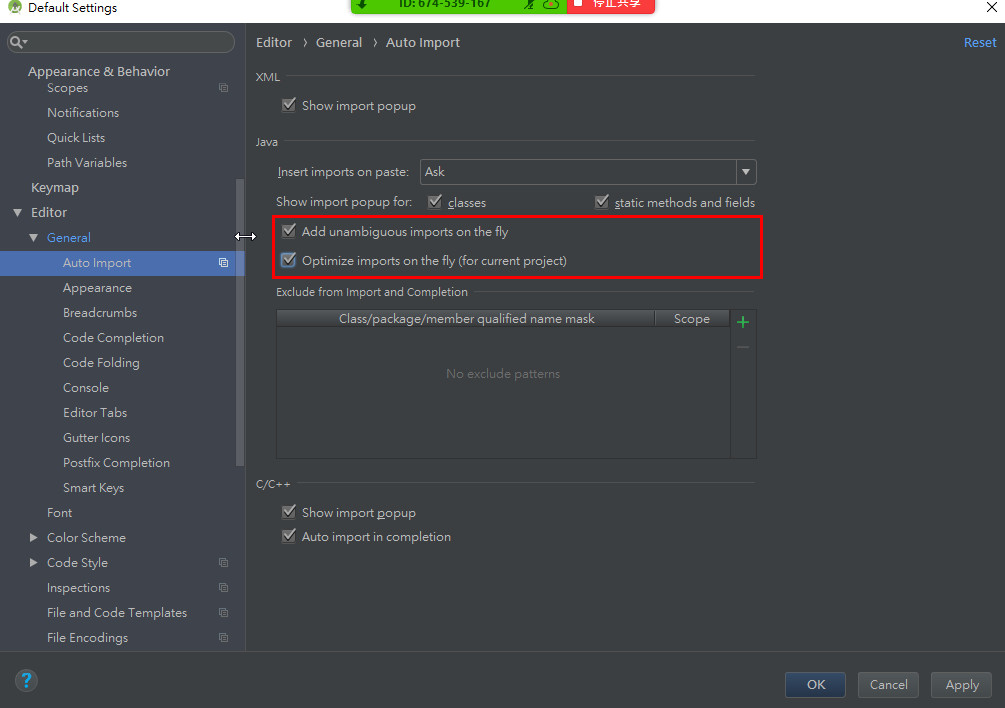 Default Settings
ID: 674-539-167
停止共享
Editor › General › Auto Import
Reset
Appearance & Behavior
Scopes
Notifications
Quick Lists
Path Variables
Keymap
Editor
General
Auto Import
Appearance
Breadcrumbs
Code Completion
Code Folding
Console
Editor Tabs
Gutter Icons
Postfix Completion
Smart Keys
Font
Color Scheme
Code Style
Inspections
File and Code Templates
File Encodings
XML
Show import popup
Java
Insert imports on paste: Ask
Show import popup for: classes static methods and fields
Add unambiguous imports on the fly
Optimize imports on the fly (for current project)
Exclude from Import and Completion
Class/package/member qualified name mask Scope
No exclude patterns
C/C++
Show import popup
Auto import in completion
?
OK Cancel Apply